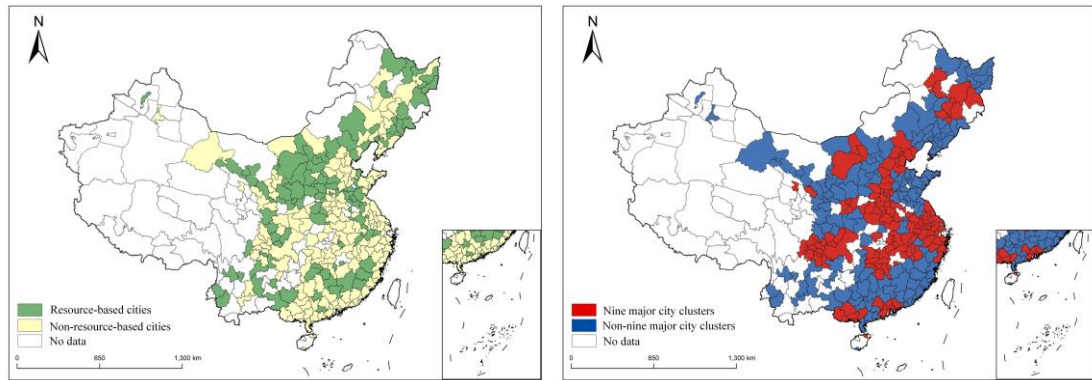 N
Resource-based cities
Non-resource-based cities
No data
0 650 1,300 km
N
Nine major city clusters
Non-nine major city clusters
No data
0 650 1,300 km